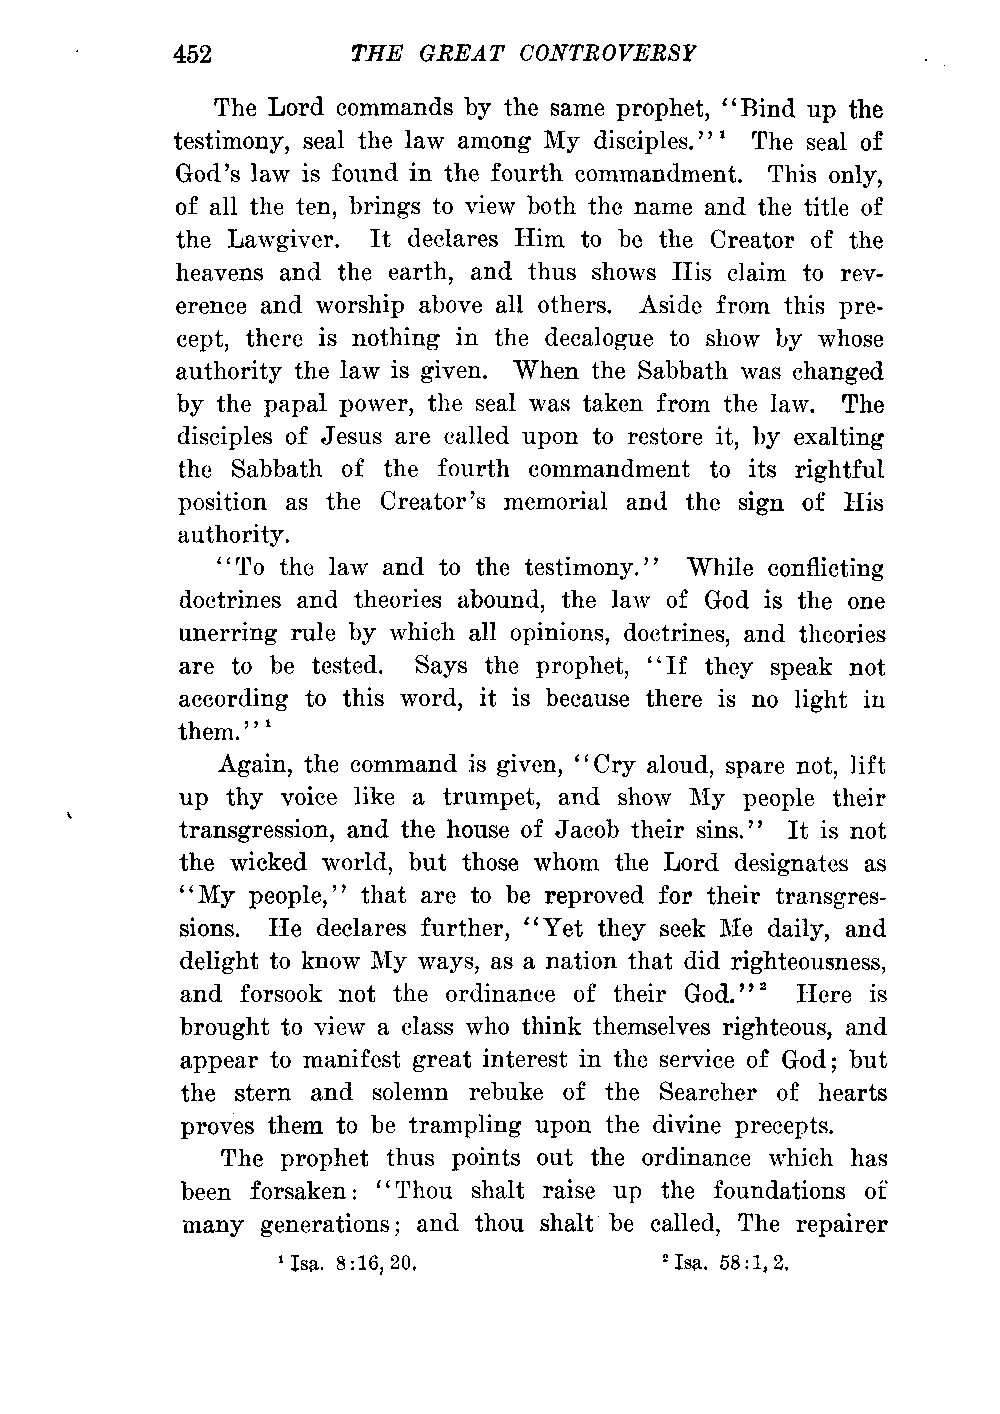 452 THE GREAT CONTROVERSY
The Lord commands by the same prophet, "Bind up the
testimony, seal the law among My disciples."¹ The seal of
God's law is found in the fourth commandment. This only,
of all the ten, brings to view both the name and the title of
the Lawgiver. It declares Him to be the Creator of the
heavens and the earth, and thus shows His claim to rev-
erence and worship above all others. Aside from this pre-
cept, there is nothing in the decalogue to show by whose
authority the law is given. When the Sabbath was changed
by the papal power, the seal was taken from the law. The
disciples of Jesus are called upon to restore it, by exalting
the Sabbath of the fourth commandment to its rightful
position as the Creator's memorial and the sign of His
authority.
"To the law and to the testimony." While conflicting
doctrines and theories abound, the law of God is the one
unerring rule by which all opinions, doctrines, and theories
are to be tested. Says the prophet, "If they speak not
according to this word, it is because there is no light in
them."¹
Again, the command is given, "Cry aloud, spare not, lift
up thy voice like a trumpet, and show My people their
transgression, and the house of Jacob their sins." It is not
the wicked world, but those whom the Lord designates as
"My people," that are to be reproved for their transgres-
sions. He declares further, "Yet they seek Me daily, and
delight to know My ways, as a nation that did righteousness,
and forsook not the ordinance of their God."² Here is
brought to view a class who think themselves righteous, and
appear to manifest great interest in the service of God; but
the stern and solemn rebuke of the Searcher of hearts
proves them to be trampling upon the divine precepts.
The prophet thus points out the ordinance which has
been forsaken: "Thou shalt raise up the foundations of
many generations; and thou shalt be called, The repairer
¹ Isa. 8:16, 20. ² Isa. 58:1, 2.